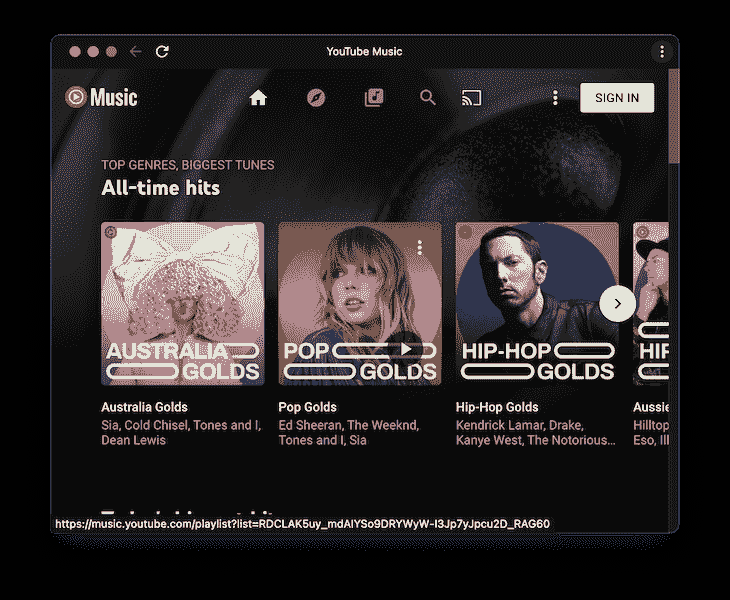 YouTube Music
Music
SIGN IN
TOP GENRES, BIGGEST TUNES
All-time hits
AUSTRALIA
GOLDS
POP
GOLDS
HIP-HOP
GOLDS
HIP
Australia Golds
Sia, Cold Chisel, Tones and I,
Dean Lewis
Pop Golds
Ed Sheeran, The Weeknd,
Tones and I, Sia
Hip-Hop Golds
Kendrick Lamar, Drake,
Kanye West, The Notorious...
Aussie
Hilltop
Eso, Ill
https://music.youtube.com/playlist?list=RDCLAK5uy_mdAlYSo9DRYWyW-I3Jp7yJpcu2D_RAG60